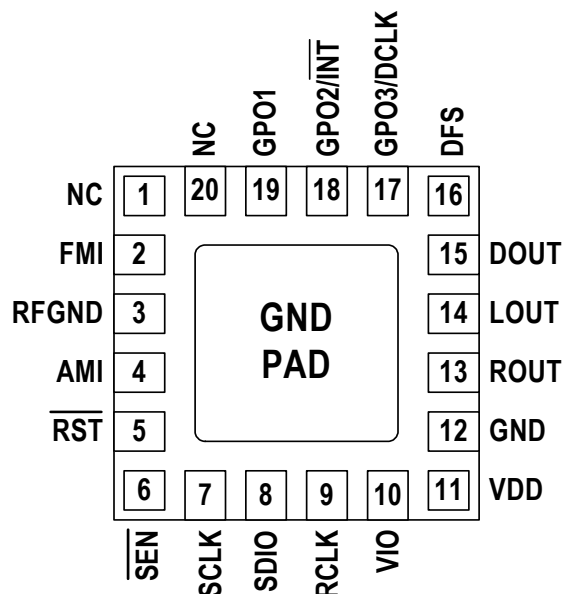 NC
GPO1
GPO2/INT
GPO3/DCLK
DFS
NC 1 20 19 18 17 16
FMI 2 15 DOUT
RFGND 3 14 LOUT
AMI 4 13 ROUT
RST 5 12 GND
6 7 8 9 10 11 VDD
GND
PAD
SEN
SCLK
SDIO
RCLK
VIO